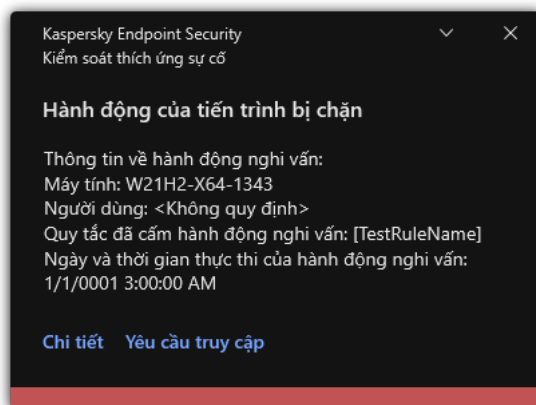 Kaspersky Endpoint Security
Kiểm soát thích ứng sự cố
Hành động của tiến trình bị chặn
Thông tin về hành động nghi vấn:
Máy tính: W21H2-X64-1343
Người dùng: <Không quy định>
Quy tắc đã cấm hành động nghi vấn: [TestRuleName]
Ngày và thời gian thực thi của hành động nghi vấn:
1/1/0001 3:00:00 AM
Chi tiết Yêu cầu truy cập